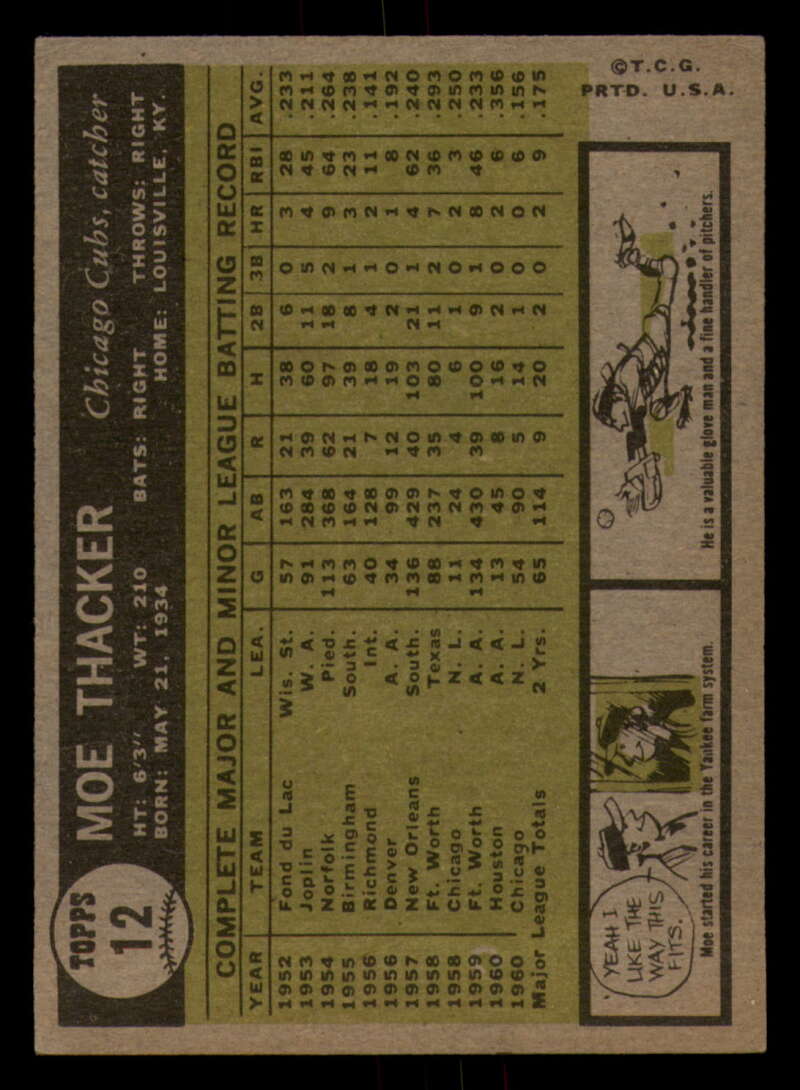 TOPPS
12
MOE THACKER Chicago Cubs, catcher
HT: 6'3" WT: 210 BATS: RIGHT THROWS: RIGHT
BORN: MAY 21, 1934 HOME: LOUISVILLE, KY.
COMPLETE MAJOR AND MINOR LEAGUE BATTING RECORD
YEAR TEAM LEA. G AB R H 2B 3B HR RBI AVG.
1952 Fond du Lac Wis. St. 57 163 21 38 6 0 3 28 .233
1953 Joplin W. A. 91 284 39 60 11 5 4 45 .211
1954 Norfolk Pied. 113 368 62 97 18 2 9 64 .264
1955 Birmingham South. 63 164 21 39 8 1 3 23 .238
1956 Richmond Int. 40 128 7 18 4 1 2 11 .141
1956 Denver A. A. 34 99 12 19 2 0 1 8 .192
1957 New Orleans South. 136 429 40 103 21 1 4 62 .240
1958 Ft. Worth Texas 88 237 35 80 11 2 7 36 .293
1958 Chicago N. L. 11 24 4 6 1 0 2 3 .250
1959 Ft. Worth A. A. 134 430 39 100 9 1 8 46 .233
1960 Houston A. A. 13 45 8 16 2 0 2 6 .356
1960 Chicago N. L. 54 90 5 14 1 0 0 6 .156
Major League Totals 2 Yrs. 65 114 9 20 2 0 2 9 .175
YEAH I
LIKE THE
WAY THIS
FITS.
Moe started his career in the Yankee farm system.
He is a valuable glove man and a fine handler of pitchers.
©T.C.G.
PRTD. U.S.A.